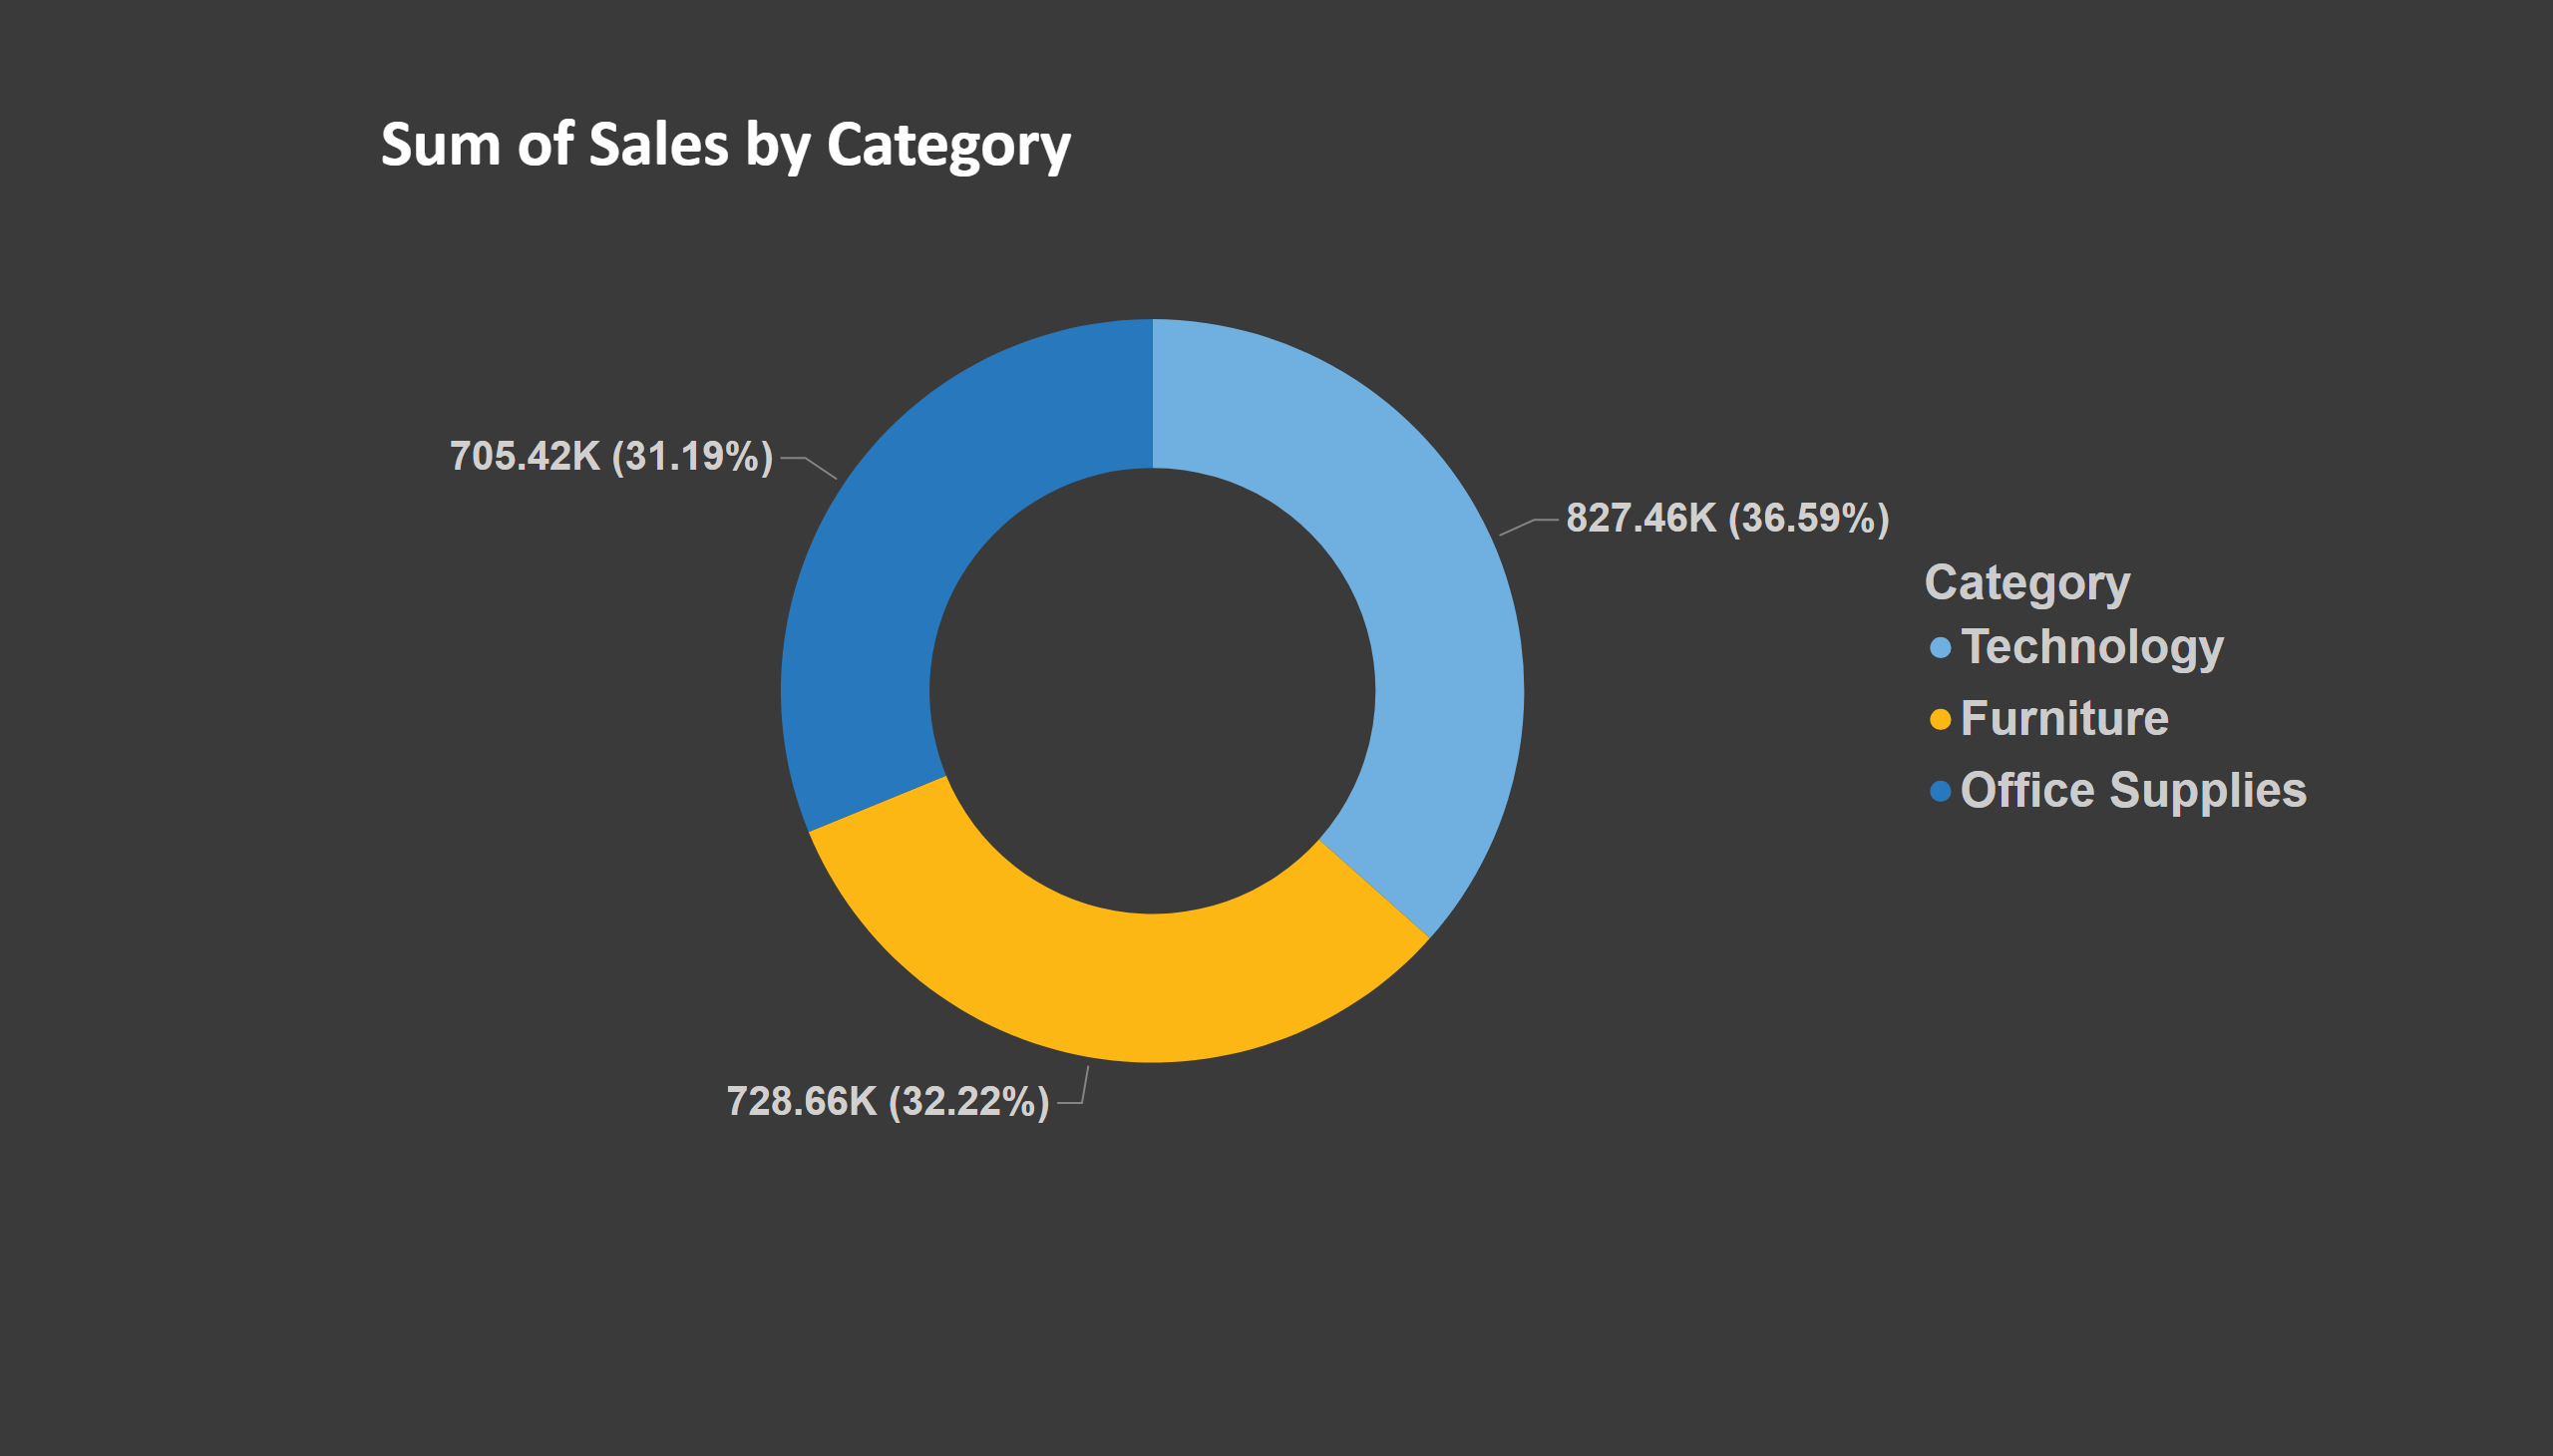 Sum of Sales by Category
705.42K (31.19%)
827.46K (36.59%)
Category
Technology
Furniture
Office Supplies
728.66K (32.22%)